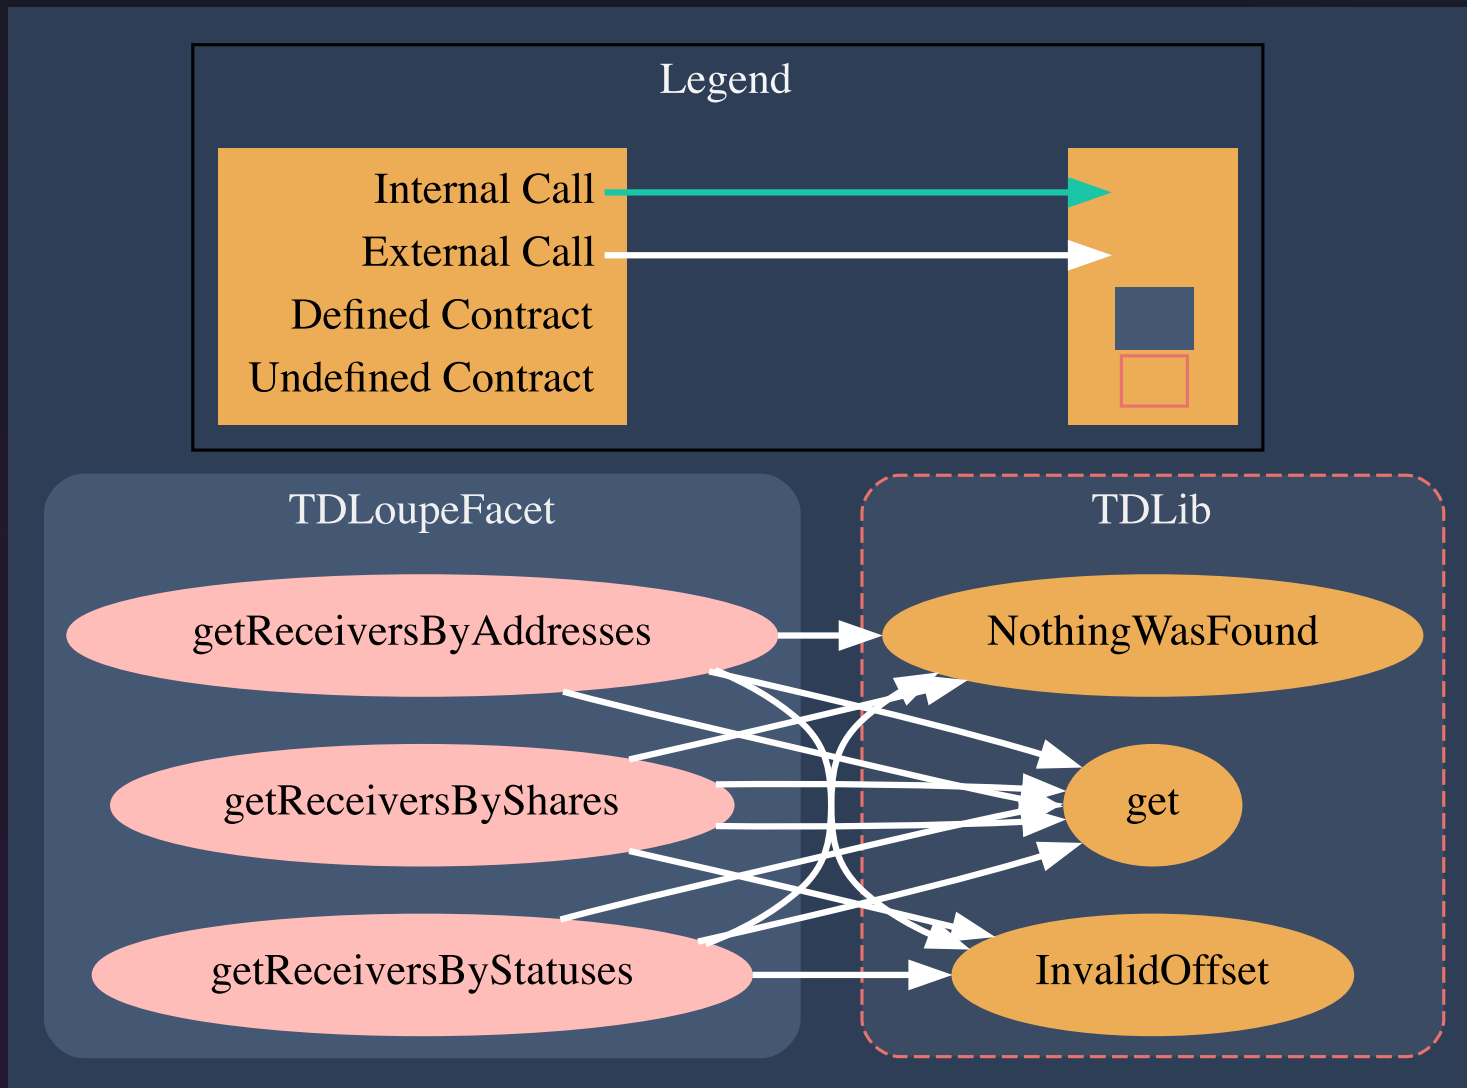 Legend
Internal Call
External Call
Defined Contract
Undefined Contract
TDLoupeFacet
getReceiversByAddresses
getReceiversByShares
getReceiversByStatuses
TDLib
NothingWasFound
get
InvalidOffset